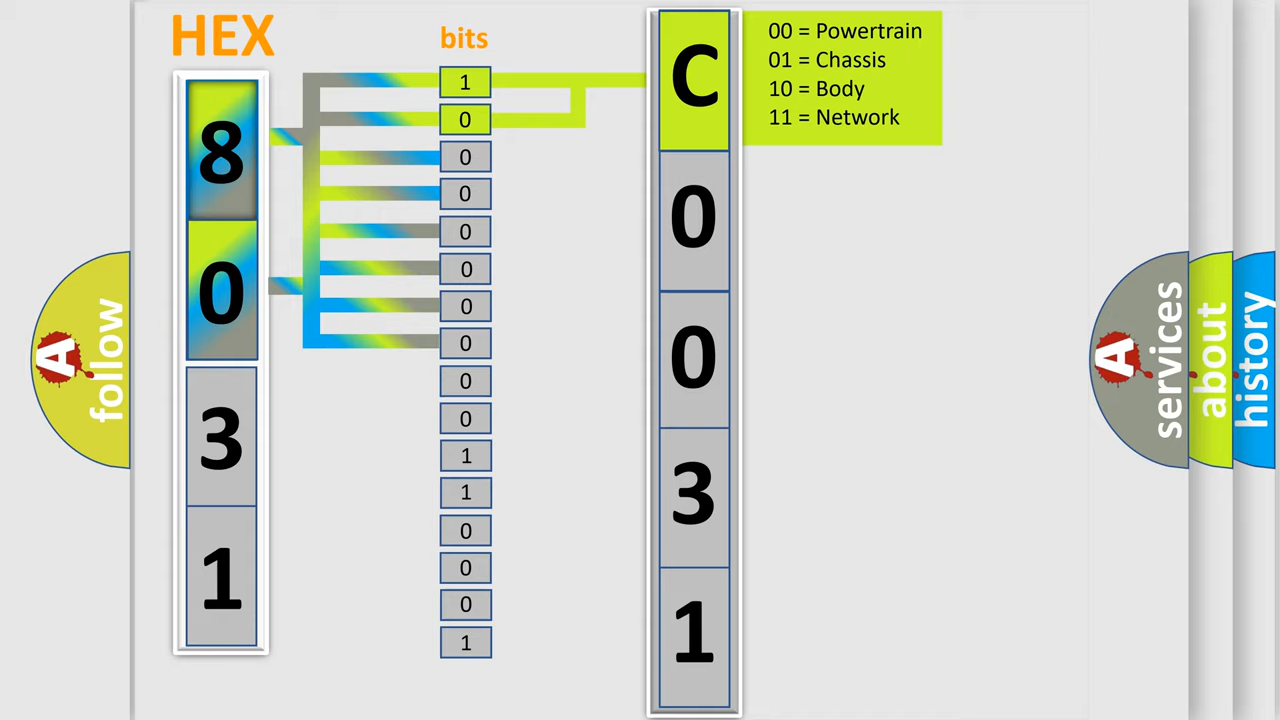 HEX
8
0
3
1
bits
1
0
0
0
0
0
0
0
0
0
1
1
0
0
0
1
C
0
0
3
1
00 = Powertrain
01 = Chassis
10 = Body
11 = Network
A
follow
A
services
about
history